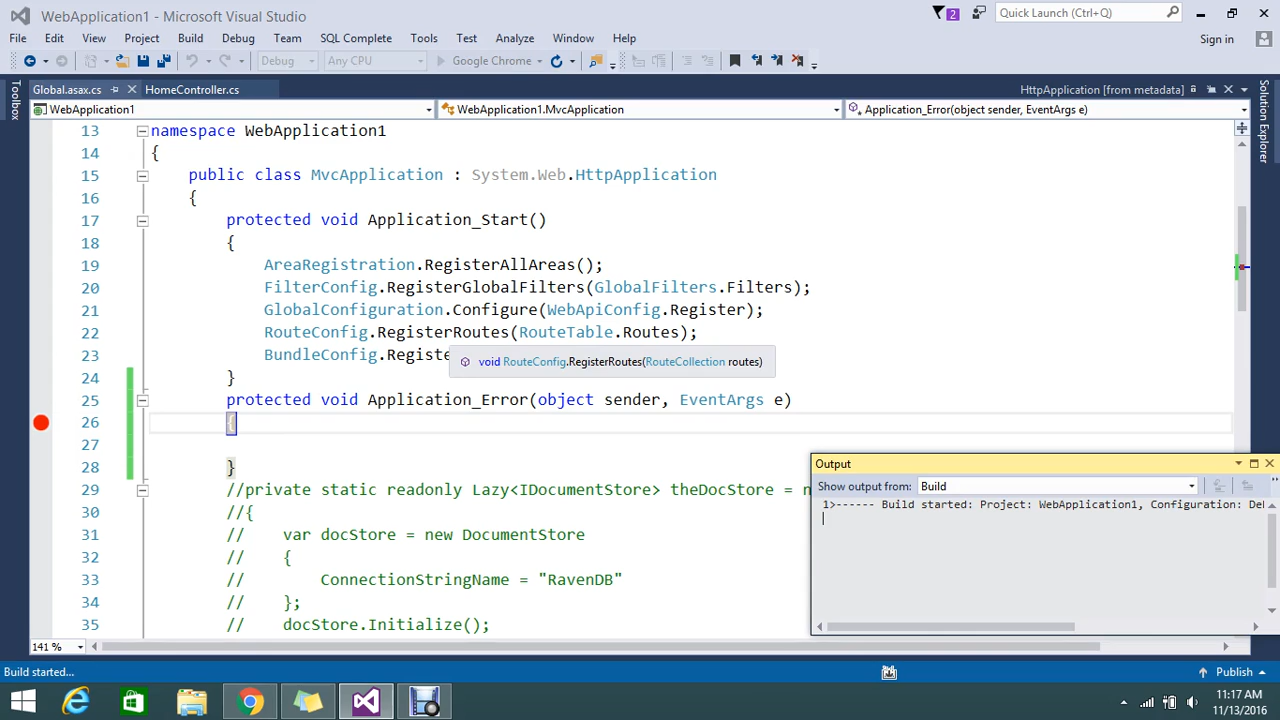 WebApplication1 - Microsoft Visual Studio
2
Quick Launch (Ctrl+Q)
File Edit View Project Build Debug Team SQL Complete Tools Test Analyze Window Help
Sign in
Debug Any CPU Google Chrome
Toolbox
Global.asax.cs HomeController.cs HttpApplication [from metadata]
Solution Explorer
WebApplication1 WebApplication1.MvcApplication Application_Error(object sender, EventArgs e)
13 namespace WebApplication1
14 {
15 public class MvcApplication : System.Web.HttpApplication
16 {
17 protected void Application_Start()
18 {
19 AreaRegistration.RegisterAllAreas();
20 FilterConfig.RegisterGlobalFilters(GlobalFilters.Filters);
21 GlobalConfiguration.Configure(WebApiConfig.Register);
22 RouteConfig.RegisterRoutes(RouteTable.Routes);
23 BundleConfig.Registe
void RouteConfig.RegisterRoutes(RouteCollection routes)
24 }
25 protected void Application_Error(object sender, EventArgs e)
26 {
27
28 }
29 //private static readonly Lazy<IDocumentStore> theDocStore = n
30 //{
31 // var docStore = new DocumentStore
32 // {
33 // ConnectionStringName = "RavenDB"
34 // };
35 // docStore.Initialize();
Output
Show output from: Build
1>------ Build started: Project: WebApplication1, Configuration: De
141 %
Build started...
Publish
11:17 AM
11/13/2016